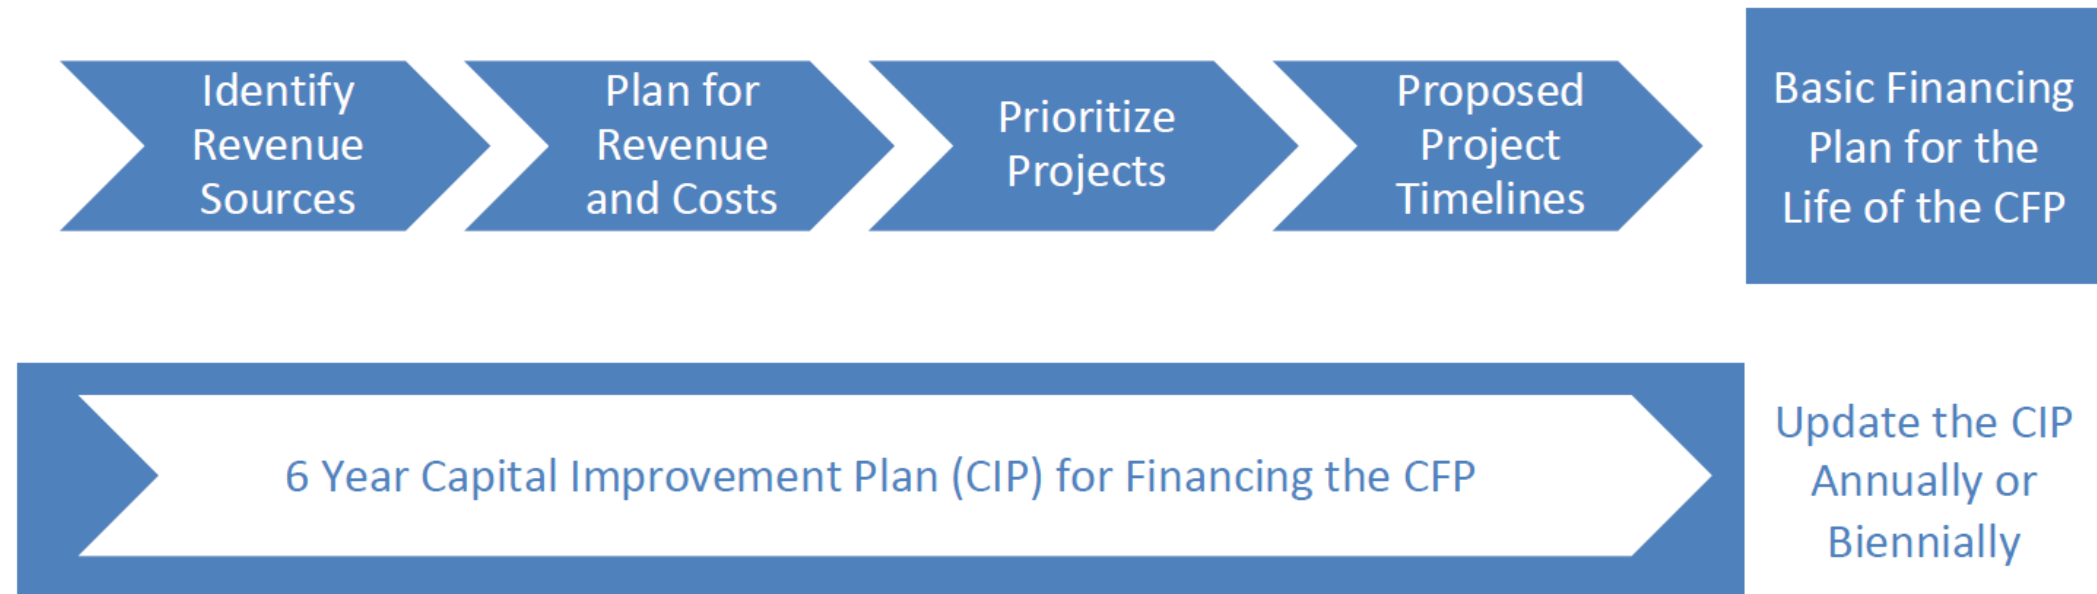 Identify
Revenue
Sources
Plan for
Revenue
and Costs
Prioritize
Projects
Proposed
Project
Timelines
Basic Financing
Plan for the
Life of the CFP
6 Year Capital Improvement Plan (CIP) for Financing the CFP
Update the CIP
Annually or
Biennially